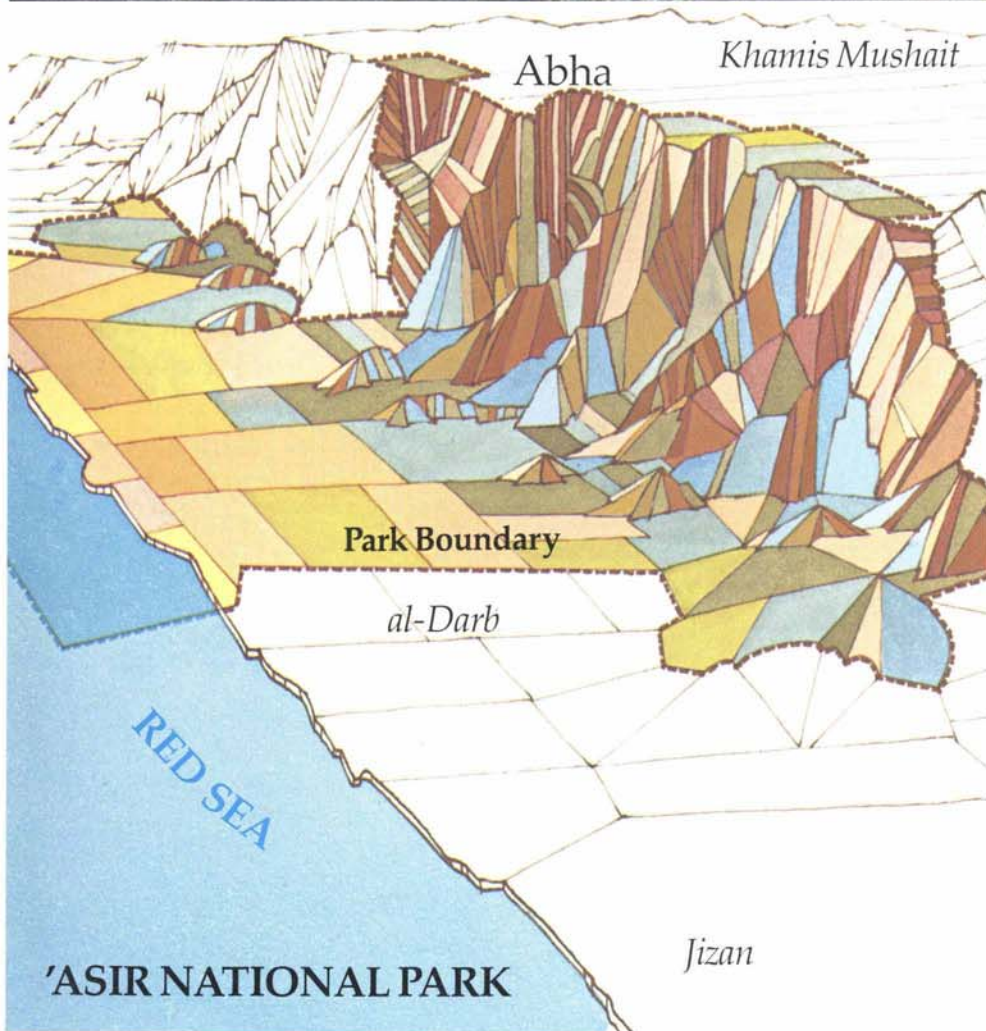 Khamis Mushait
Abha
Park Boundary
al-Darb
RED SEA
Jizan
'ASIR NATIONAL PARK